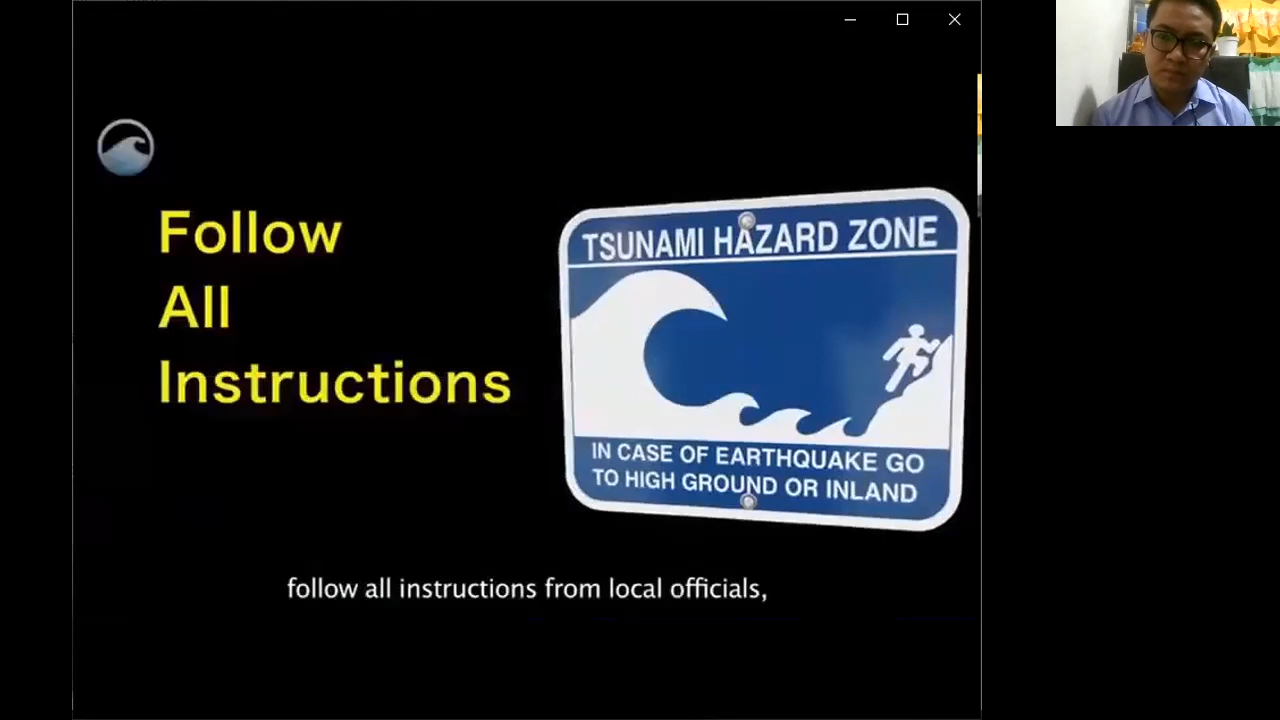 Follow
All
Instructions
TSUNAMI HAZARD ZONE
IN CASE OF EARTHQUAKE GO
TO HIGH GROUND OR INLAND
follow all instructions from local officials,